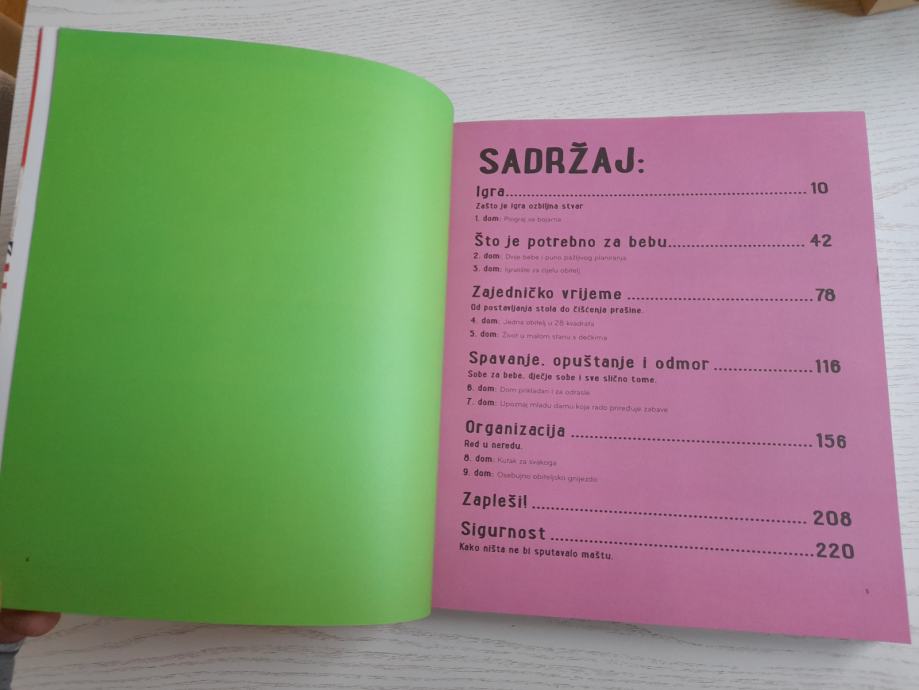 SADRŽAJ:
Igra........................................................10
Zašto je igra ozbiljna stvar
1. dom: Poigraj se bojama
Što je potrebno za bebu.........................42
2. dom: Dvije bebe i puno pažljivog planiranja
3. dom: Igralište za cijelu obitelj
Zajedničko vrijeme .................................78
Od postavljanja stola do čišćenja prašine.
4. dom: Jedna obitelj u 28 kvadrata
5. dom: Život u malom stanu s dečkima
Spavanje, opuštanje i odmor ..................116
Sobe za bebe, dječje sobe i sve slično tome.
6. dom: Dom prikladan i za odrasle
7. dom: Upoznaj mladu damu koja rado priređuje zabave
Organizacija ...........................................156
Red u neredu.
8. dom: Kutak za svakoga
9. dom: Osebujno obiteljsko gnijezdo
Zapleši! ................................................208
Sigurnost ..............................................220
Kako ništa ne bi sputavalo maštu.
5